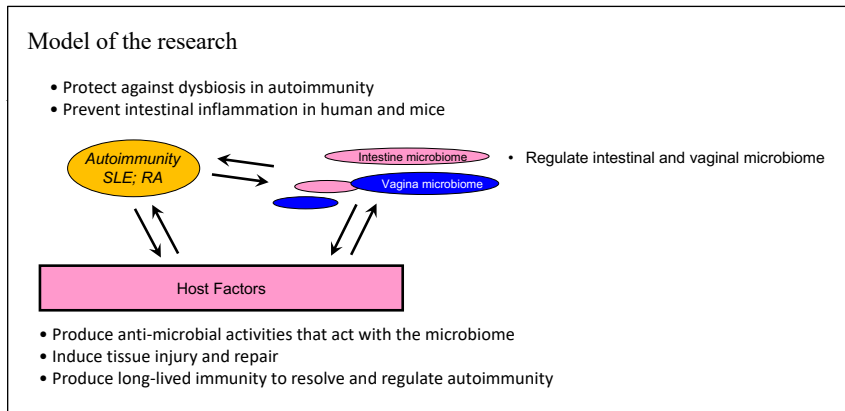 Model of the research
• Protect against dysbiosis in autoimmunity
• Prevent intestinal inflammation in human and mice
Autoimmunity
SLE; RA
Intestine microbiome
Vagina microbiome
• Regulate intestinal and vaginal microbiome
Host Factors
• Produce anti-microbial activities that act with the microbiome
• Induce tissue injury and repair
• Produce long-lived immunity to resolve and regulate autoimmunity